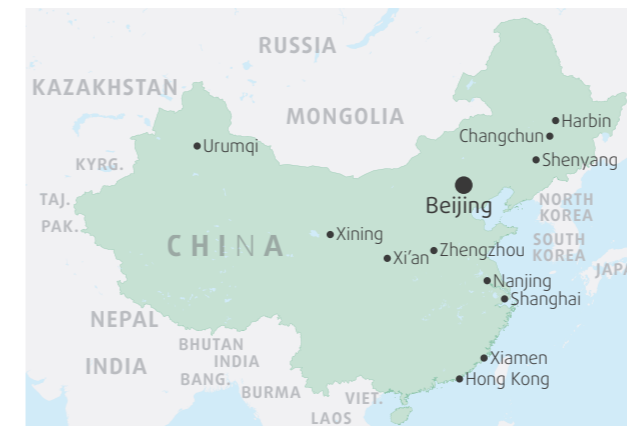 RUSSIA
KAZAKHSTAN
MONGOLIA
Harbin
Changchun
Urumqi
Shenyang
KYRG.
Beijing
TAJ.
NORTH
KOREA
PAK.
Xining
CHINA
Xi'an
Zhengzhou
SOUTH
KOREA
JAPA
Nanjing
Shanghai
NEPAL
BHUTAN
INDIA
INDIA
BANG.
Xiamen
Hong Kong
BURMA
VIET.
LAOS